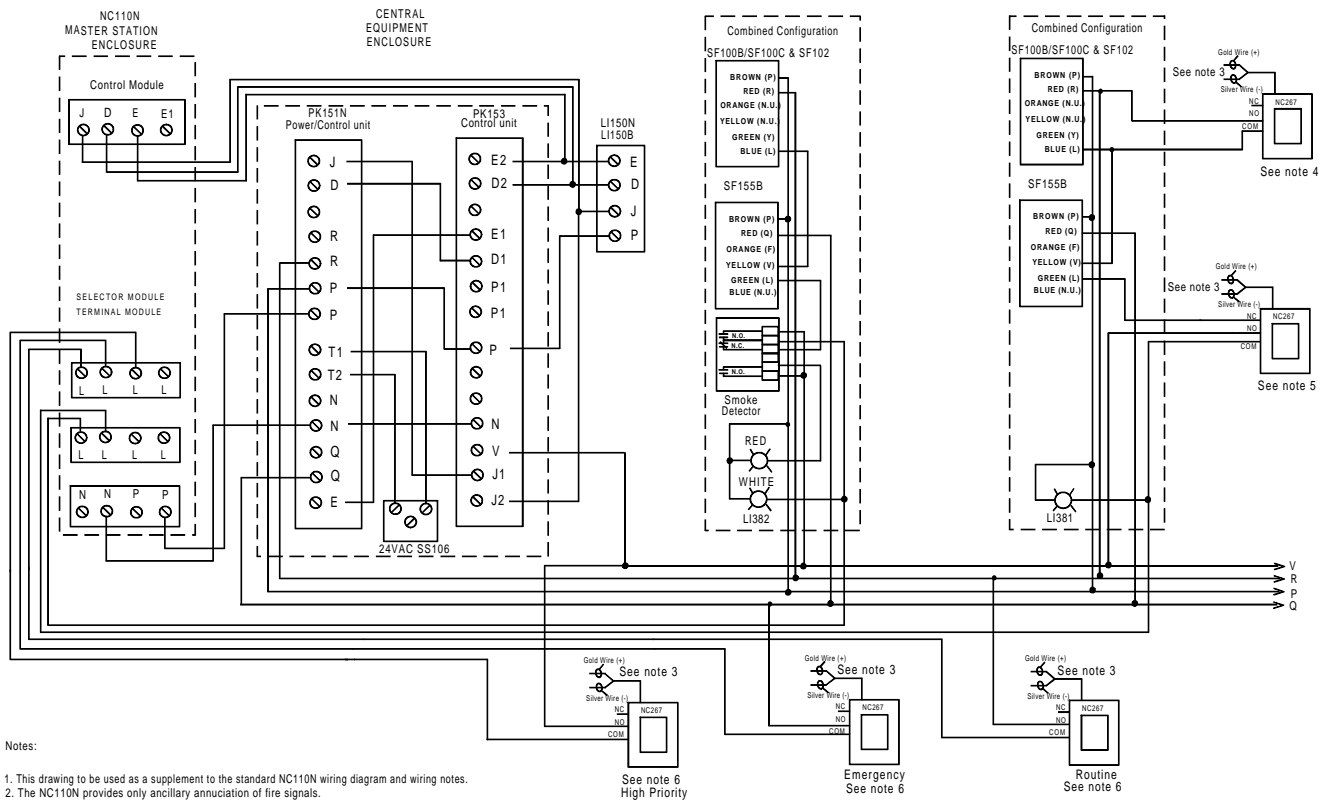 NC110N
MASTER STATION
ENCLOSURE
Control Module
J D E E1
SELECTOR MODULE
TERMINAL MODULE
L L L L
L L L L
N N P P
CENTRAL
EQUIPMENT
ENCLOSURE
PK151N
Power/Control unit
J
D
R
R
P
P
T1
T2
N
N
Q
Q
E
PK153
Control unit
E2
D2
E1
D1
P1
P1
P
N
V
J1
J2
24VAC SS106
LI150N
LI150B
E
D
J
P
Combined Configuration
SF100B/SF100C & SF102
BROWN (P)
RED (R)
ORANGE (N.U.)
YELLOW (N.U.)
GREEN (Y)
BLUE (L)
SF155B
BROWN (P)
RED (Q)
ORANGE (F)
YELLOW (V)
GREEN (L)
BLUE (N.U.)
N.O.
N.C.
N.O.
Smoke
Detector
RED
WHITE
LI382
Combined Configuration
SF100B/SF100C & SF102
BROWN (P)
RED (R)
ORANGE (N.U.)
YELLOW (N.U.)
GREEN (Y)
BLUE (L)
SF155B
BROWN (P)
RED (Q)
ORANGE (F)
YELLOW (V)
GREEN (L)
BLUE (N.U.)
LI381
Gold Wire (+)
See note 3
Silver Wire (-)
NC
NO
COM
NC267
See note 4
Gold Wire (+)
See note 3
Silver Wire (-)
NC
NO
COM
NC267
See note 5
V
R
P
Q
Gold Wire (+)
See note 3
Silver Wire (-)
NC
NO
COM
NC267
See note 6
High Priority
Gold Wire (+)
See note 3
Silver Wire (-)
NC
NO
COM
NC267
Emergency
See note 6
Gold Wire (+)
See note 3
Silver Wire (-)
NC
NO
COM
NC267
Routine
See note 6
Notes:
1. This drawing to be used as a supplement to the standard NC110N wiring diagram and wiring notes.
2. The NC110N provides only ancillary annuciation of fire signals.